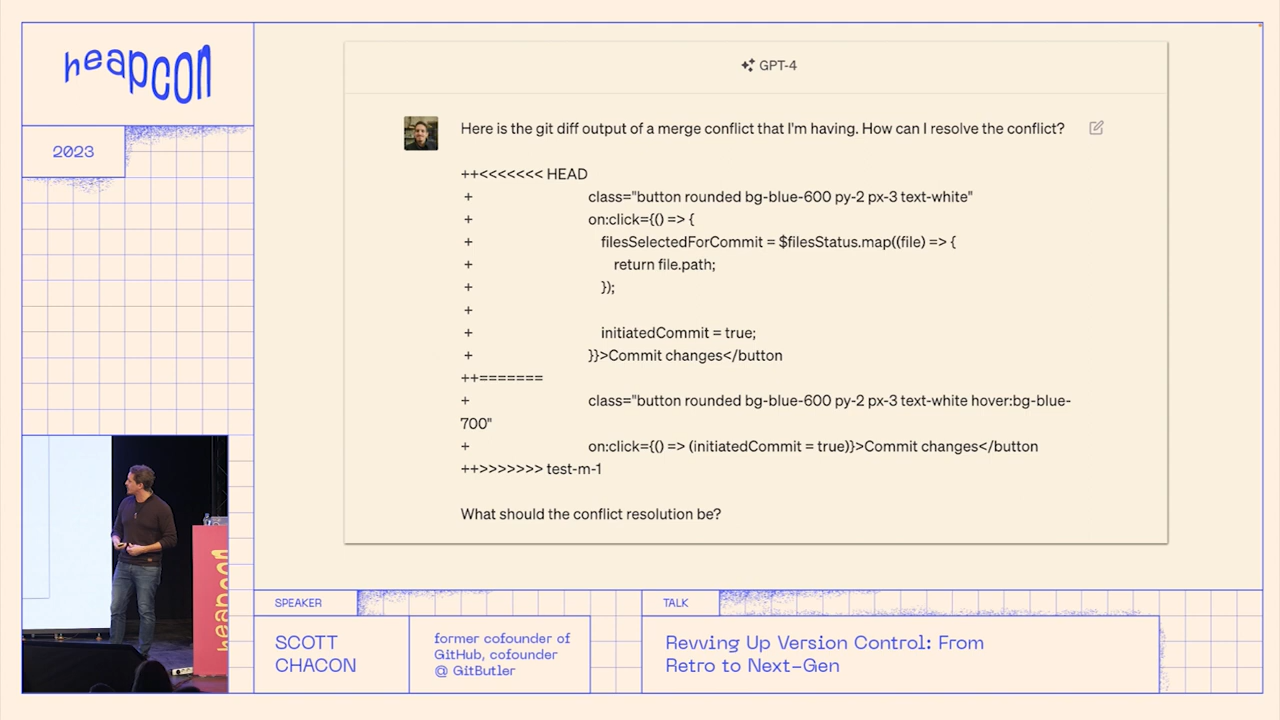 heapcon
2023
GPT-4
Here is the git diff output of a merge conflict that I'm having. How can I resolve the conflict?
++<<<<<<< HEAD
+ class="button rounded bg-blue-600 py-2 px-3 text-white"
+ on:click={() => {
+ filesSelectedForCommit = $filesStatus.map((file) => {
+ return file.path;
+ });
+
+ initiatedCommit = true;
+ }}>Commit changes</button
++=======
+ class="button rounded bg-blue-600 py-2 px-3 text-white hover:bg-blue-
700"
+ on:click={() => (initiatedCommit = true)}>Commit changes</button
++>>>>>>> test-m-1
What should the conflict resolution be?
heapcon
SPEAKER
SCOTT
CHACON
former cofounder of
GitHub, cofounder
@ GitButler
TALK
Revving Up Version Control: From
Retro to Next-Gen